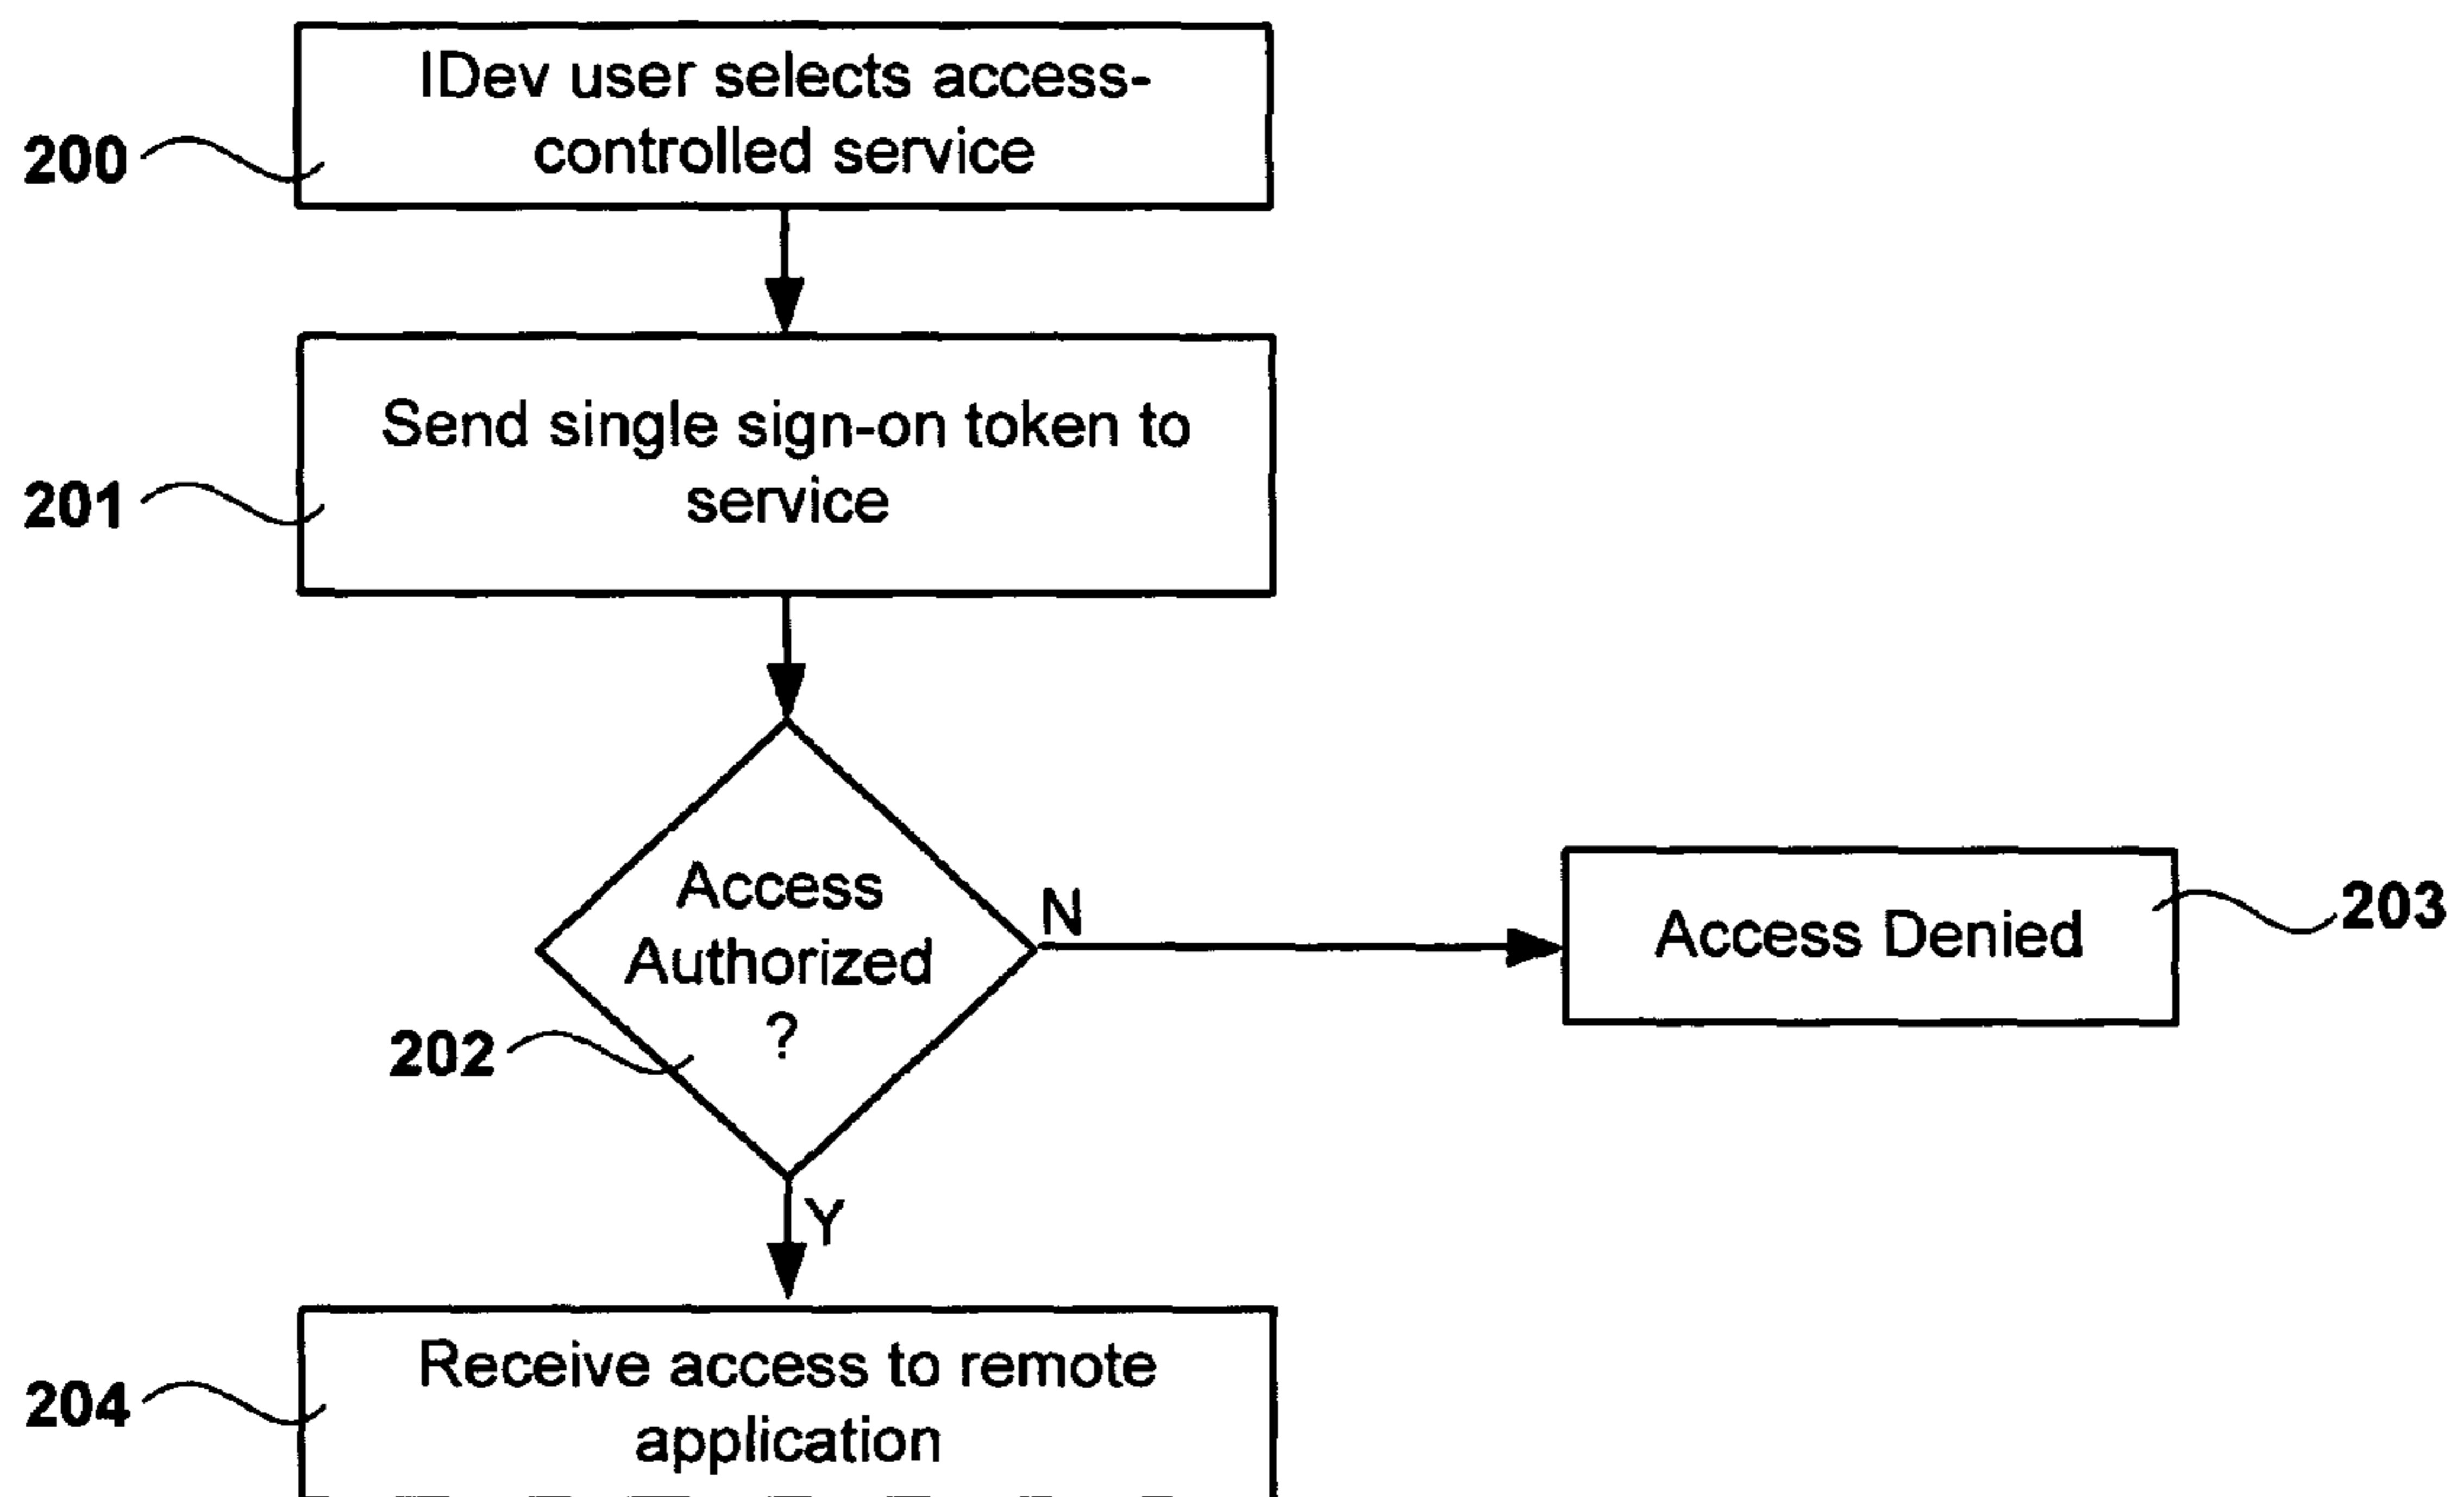 IDev user selects access-
controlled service
200
Send single sign-on token to
service
201
Access
Authorized
?
202
N
Access Denied
203
Y
Receive access to remote
application
204